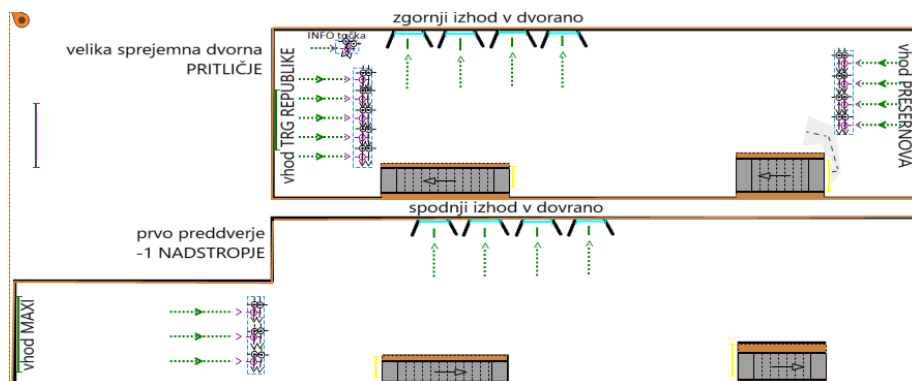 zgornji izhod v dvorano
INFO točka
velika sprejemna dvorna
PRITLIČJE
vhod TRG REPUBLIKE
vhod PRESERNOVA
spodnji izhod v dovrano
prvo preddverje
-1 NADSTROPJE
vhod MAXI